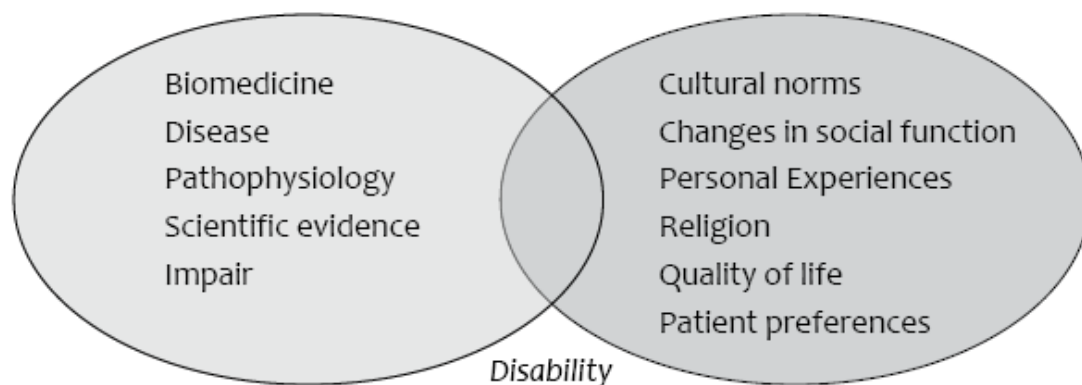 Biomedicine
Disease
Pathophysiology
Scientific evidence
Impair
Cultural norms
Changes in social function
Personal Experiences
Religion
Quality of life
Patient preferences
Disability